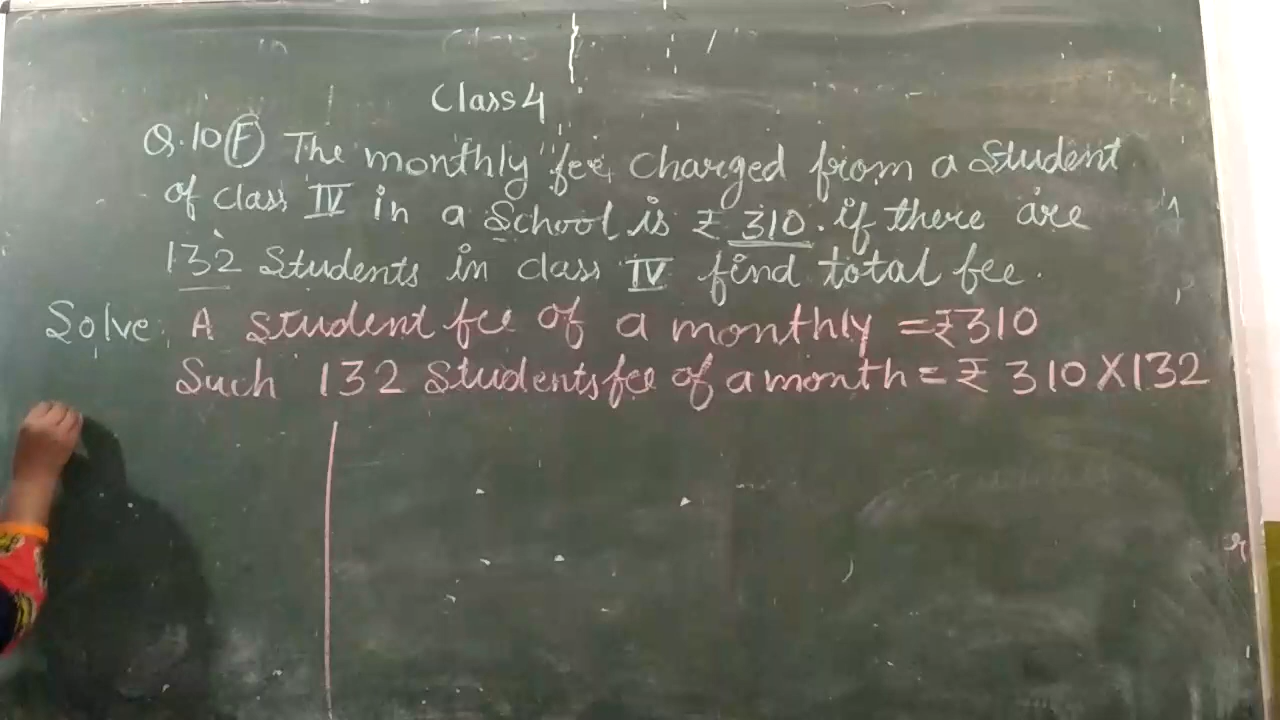 Class 4
Q.10 (F) The monthly fee charged from a Student
of class IV in a School is ₹ 310. if there are
132 Students in class IV find total fee.
Solve: A student fee of a monthly = ₹310
Such 132 students fee of a month = ₹ 310 X 132